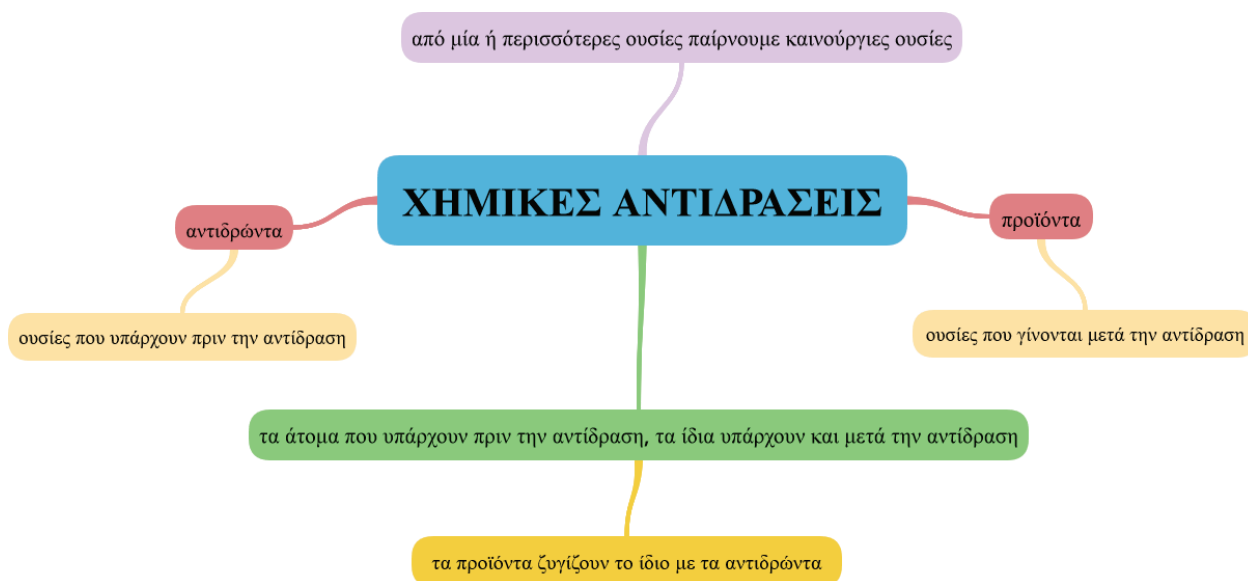 από μία ή περισσότερες ουσίες παίρνουμε καινούργιες ουσίες
ΧΗΜΙΚΕΣ ΑΝΤΙΔΡΑΣΕΙΣ
αντιδρώντα
προϊόντα
ουσίες που υπάρχουν πριν την αντίδραση
ουσίες που γίνονται μετά την αντίδραση
τα άτομα που υπάρχουν πριν την αντίδραση, τα ίδια υπάρχουν και μετά την αντίδραση
τα προϊόντα ζυγίζουν το ίδιο με τα αντιδρώντα